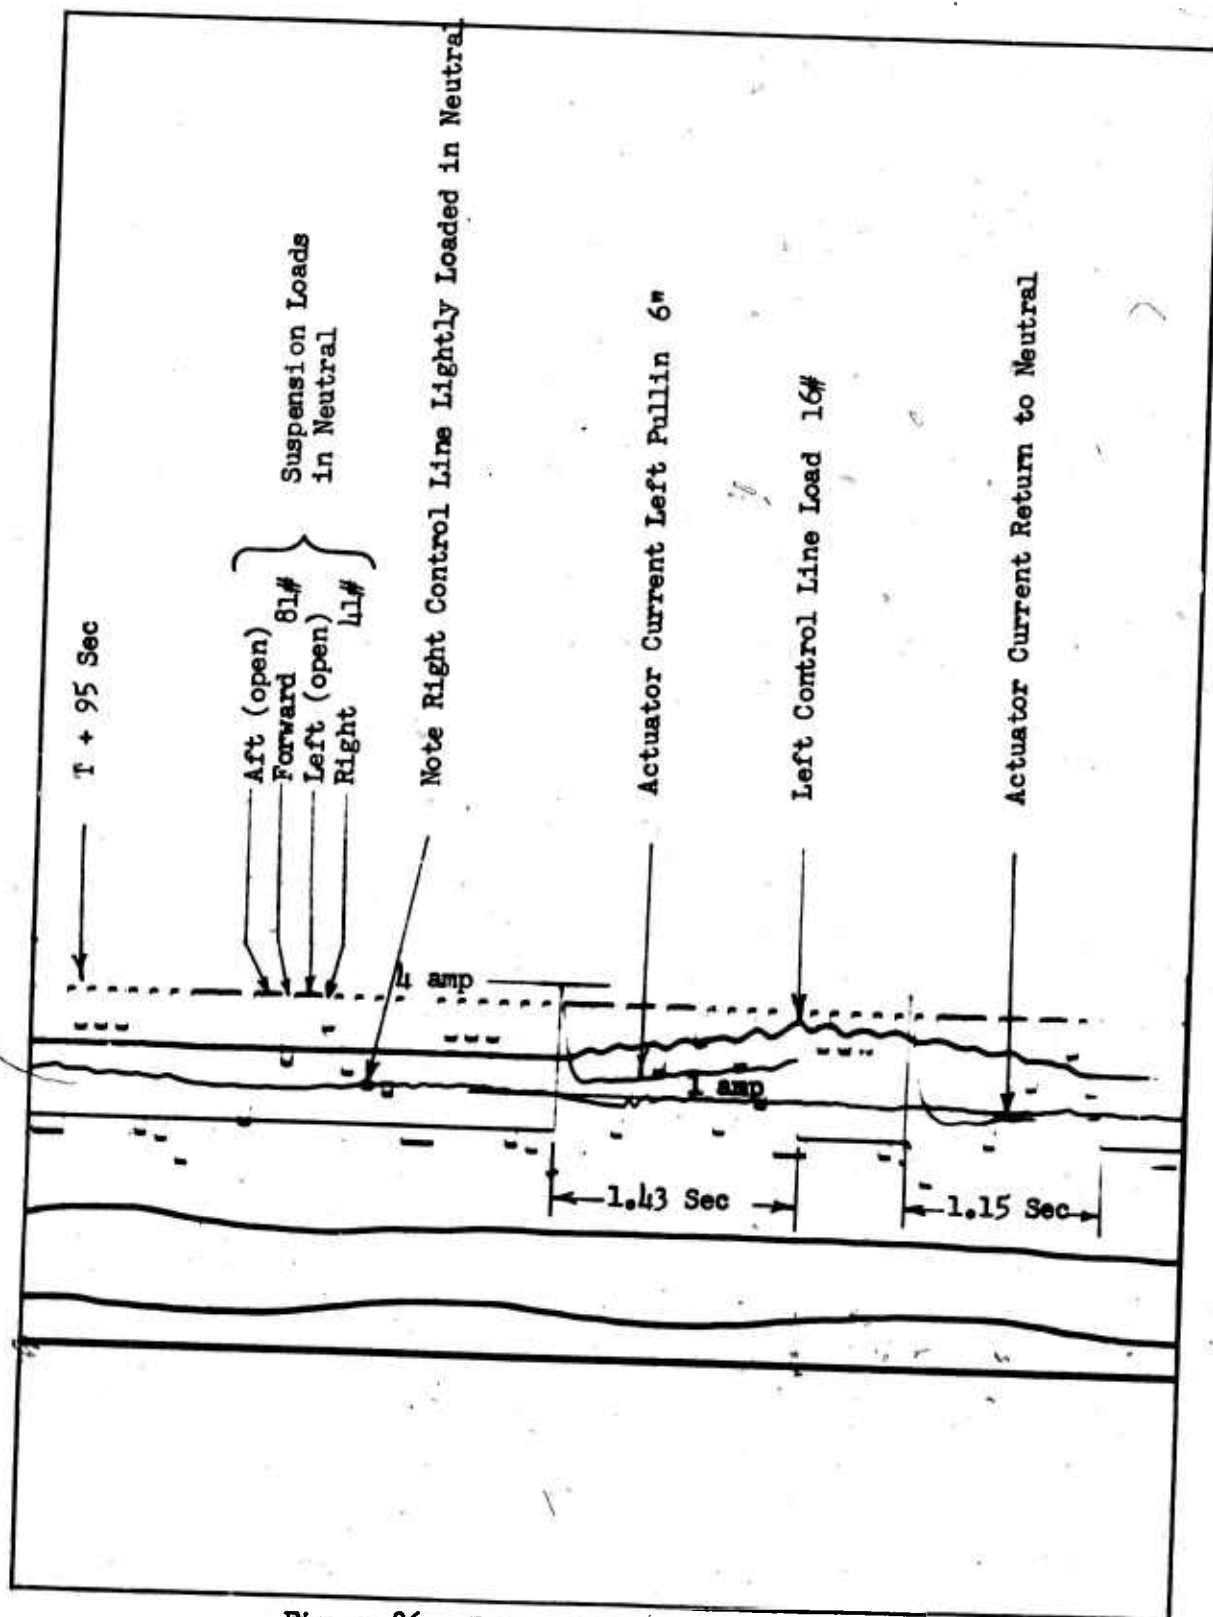 T + 95 Sec
Aft (open)
Forward 81#
Left (open)
Right 41#
Suspension Loads
in Neutral
Note Right Control Line Lightly Loaded in Neutral
Actuator Current Left Pullin 6"
Left Control Line Load 16#
Actuator Current Return to Neutral
4 amp
1 amp
1.43 Sec
1.15 Sec